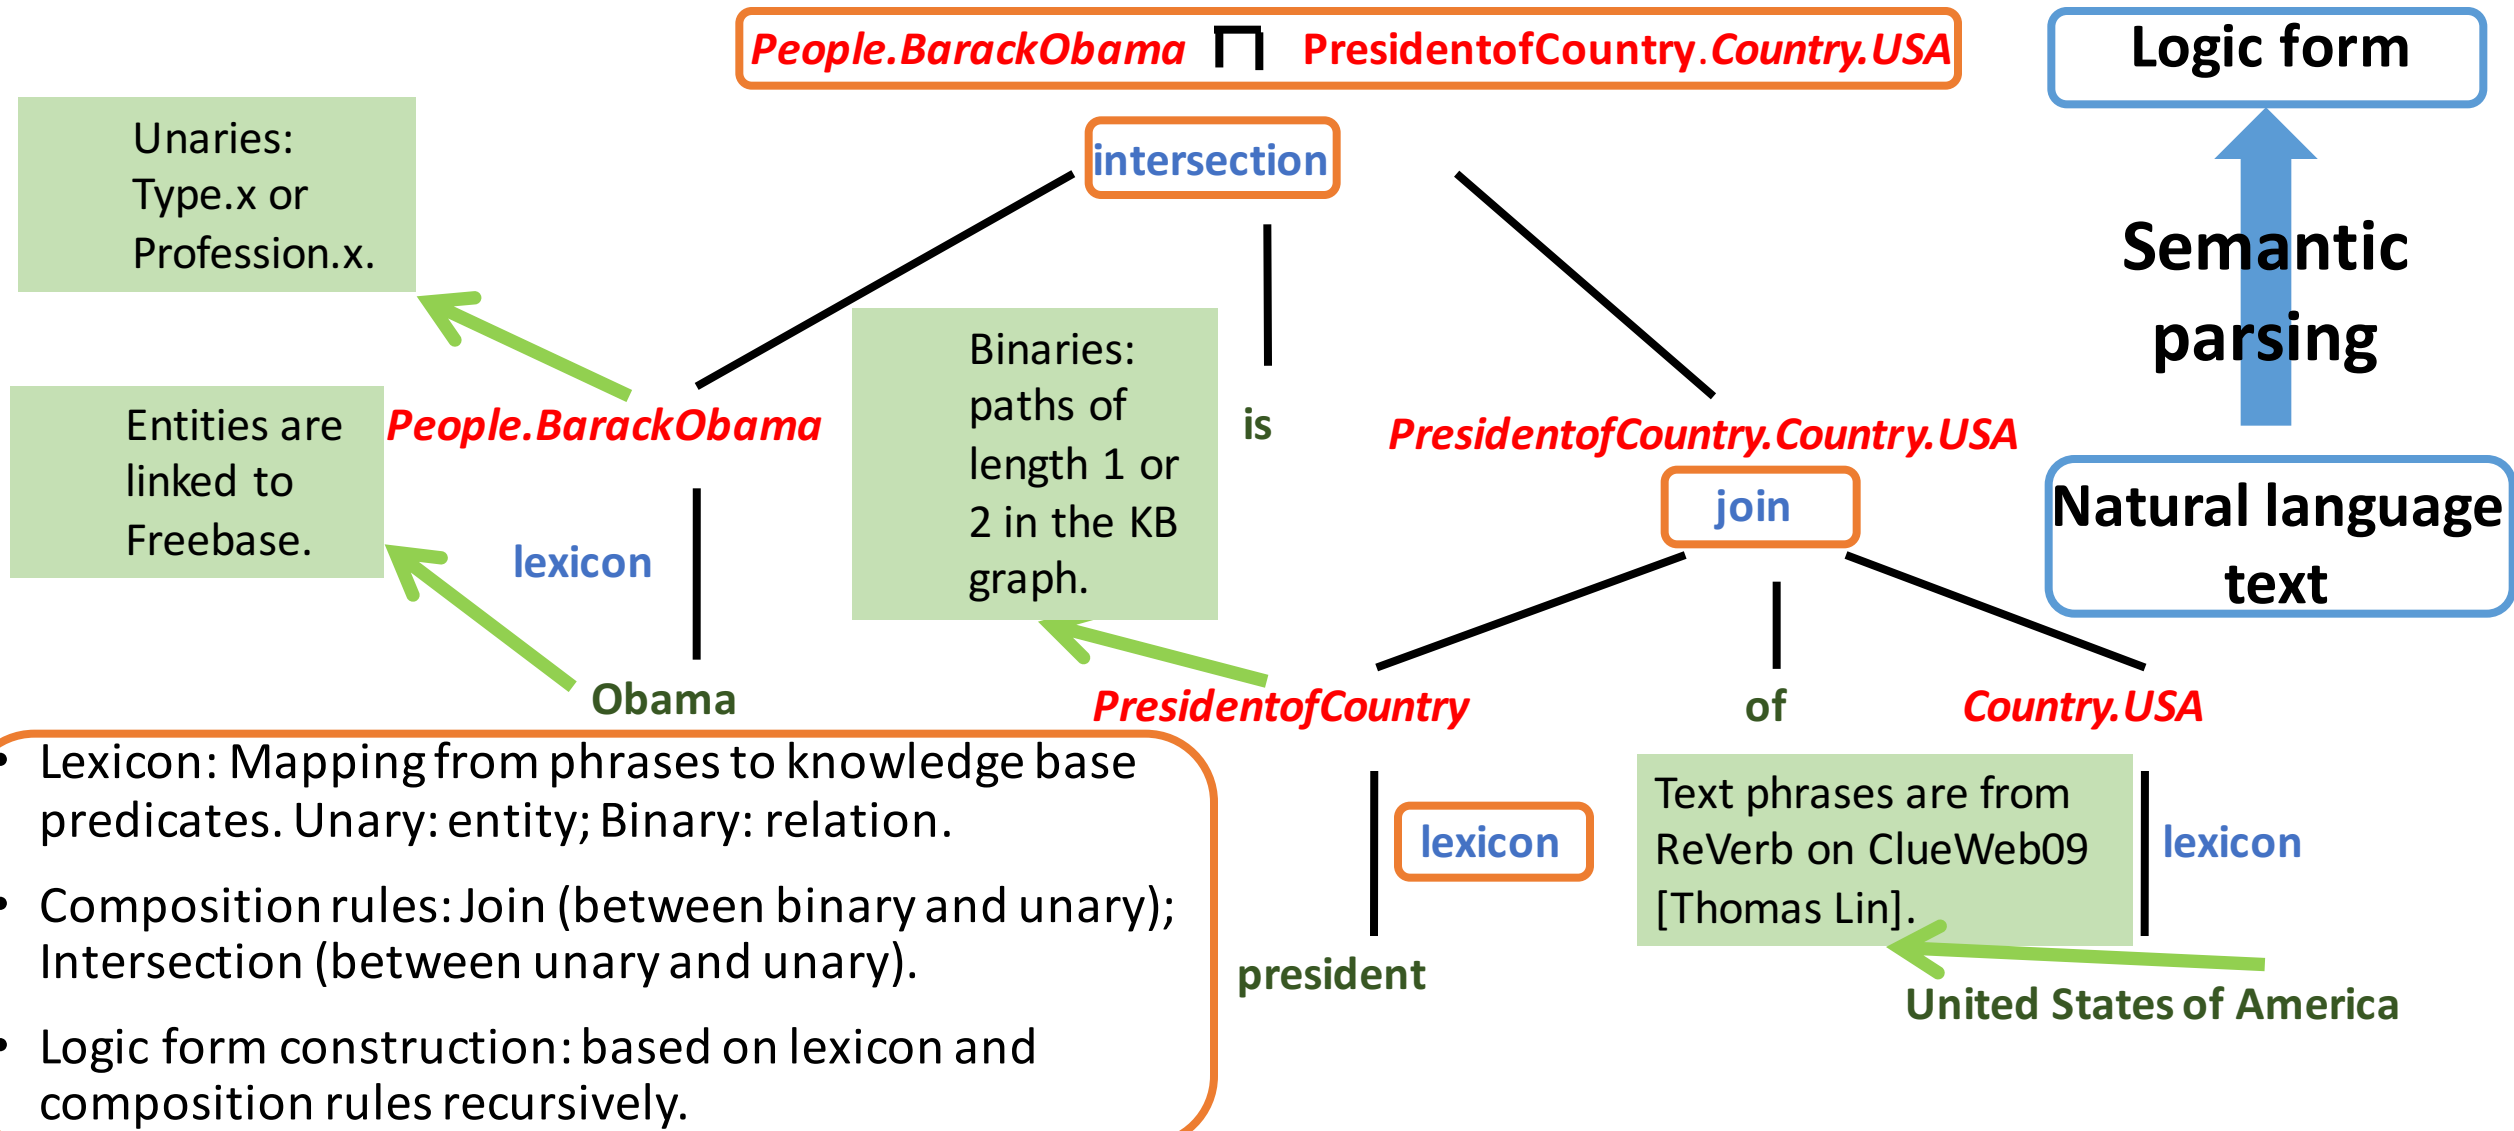 People.BarackObama ⊓ PresidentofCountry.Country.USA
Logic form
intersection
Unaries:
Type.x or
Profession.x.
Semantic
parsing
Binaries:
paths of
length 1 or
2 in the KB
graph.
Entities are
linked to
Freebase.
People.BarackObama
is
PresidentofCountry.Country.USA
join
Natural language
text
lexicon
Obama
PresidentofCountry
of
Country.USA
• Lexicon: Mapping from phrases to knowledge base
predicates. Unary: entity; Binary: relation.
• Composition rules: Join (between binary and unary);
Intersection (between unary and unary).
• Logic form construction: based on lexicon and
composition rules recursively.
lexicon
Text phrases are from
ReVerb on ClueWeb09
[Thomas Lin].
lexicon
president
United States of America